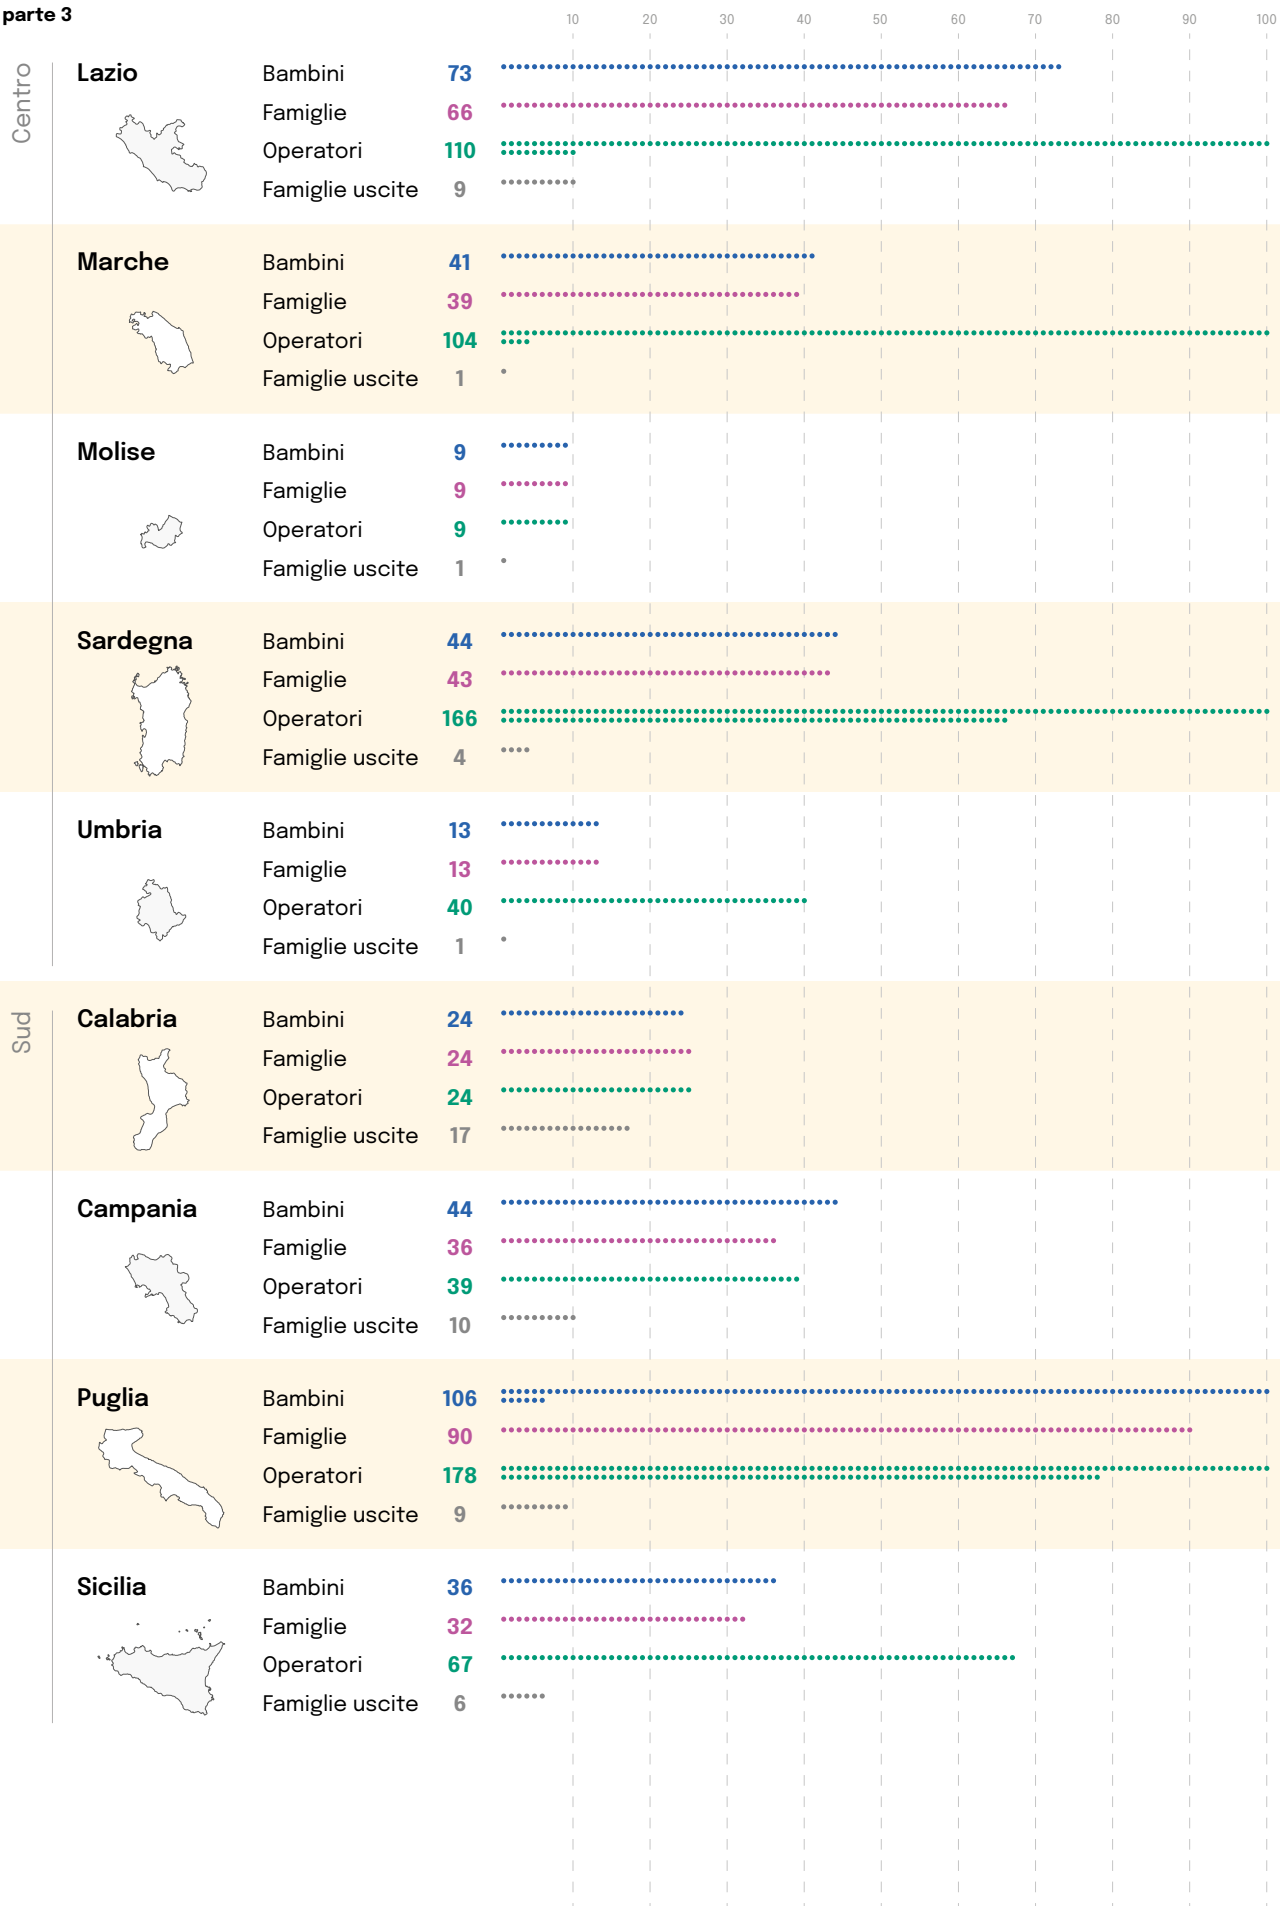 parte 3
10 20 30 40 50 60 70 80 90 100
Centro
Lazio
Bambini 73
Famiglie 66
Operatori 110
Famiglie uscite 9
Marche
Bambini 41
Famiglie 39
Operatori 104
Famiglie uscite 1
Molise
Bambini 9
Famiglie 9
Operatori 9
Famiglie uscite 1
Sardegna
Bambini 44
Famiglie 43
Operatori 166
Famiglie uscite 4
Umbria
Bambini 13
Famiglie 13
Operatori 40
Famiglie uscite 1
Sud
Calabria
Bambini 24
Famiglie 24
Operatori 24
Famiglie uscite 17
Campania
Bambini 44
Famiglie 36
Operatori 39
Famiglie uscite 10
Puglia
Bambini 106
Famiglie 90
Operatori 178
Famiglie uscite 9
Sicilia
Bambini 36
Famiglie 32
Operatori 67
Famiglie uscite 6